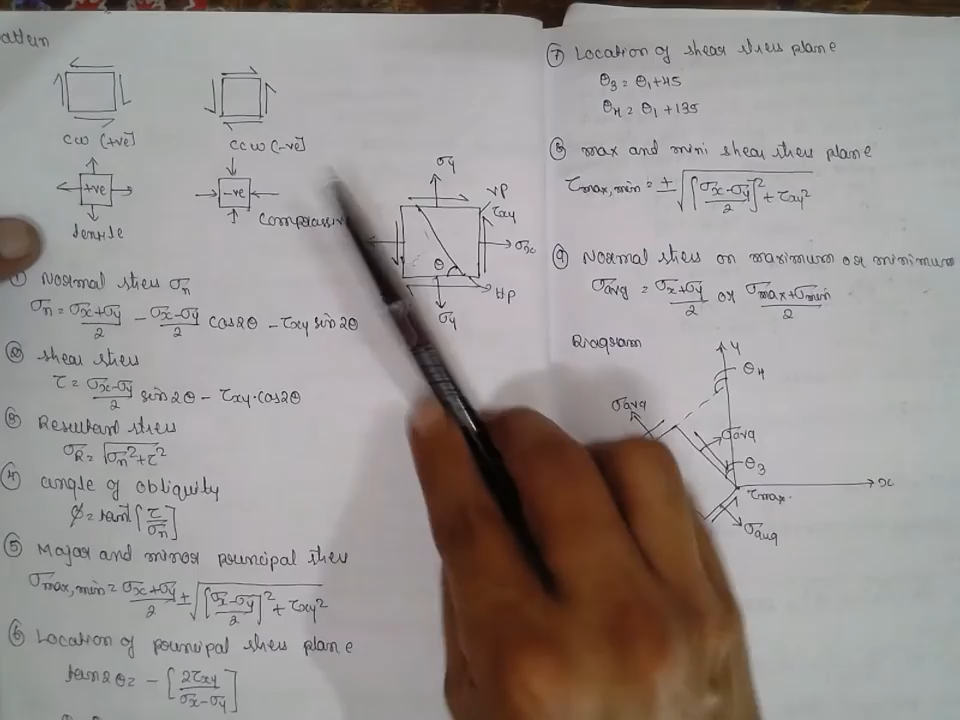 CW (+ve)
CCW (-ve)
+ve
-ve
Tensile
σy
VP
τxy
σx
θ
HP
σy
① Normal stress σn
σn = σx+σy/2 - σx-σy/2 cos2θ - τxy sin2θ
② shear stress
τ = σx-σy/2 sin2θ - τxy·cos2θ
③ Resultant stress
σR = √σn²+τ²
④ angle of obliquity
φ = tan⁻¹[τ/σn]
⑤ Major and minor principal stress
σmax,min = σx+σy/2 ± √[σx-σy/2]²+τxy²
⑥ Location of principal stress plane
tan2θ = -[2τxy/σx-σy]
⑦ Location of shear stress plane
θ3 = θ1+45
θ4 = θ1+135
⑧ max and mini shear stress plane
τmax,min = ± √[σx-σy/2]²+τxy²
⑨ Normal stress on maximum or minimum
σavg = σx+σy/2 or σmax+σmin/2
Diagram
y
θ4
σavg
σavg
θ3
x
τmax.
σavg